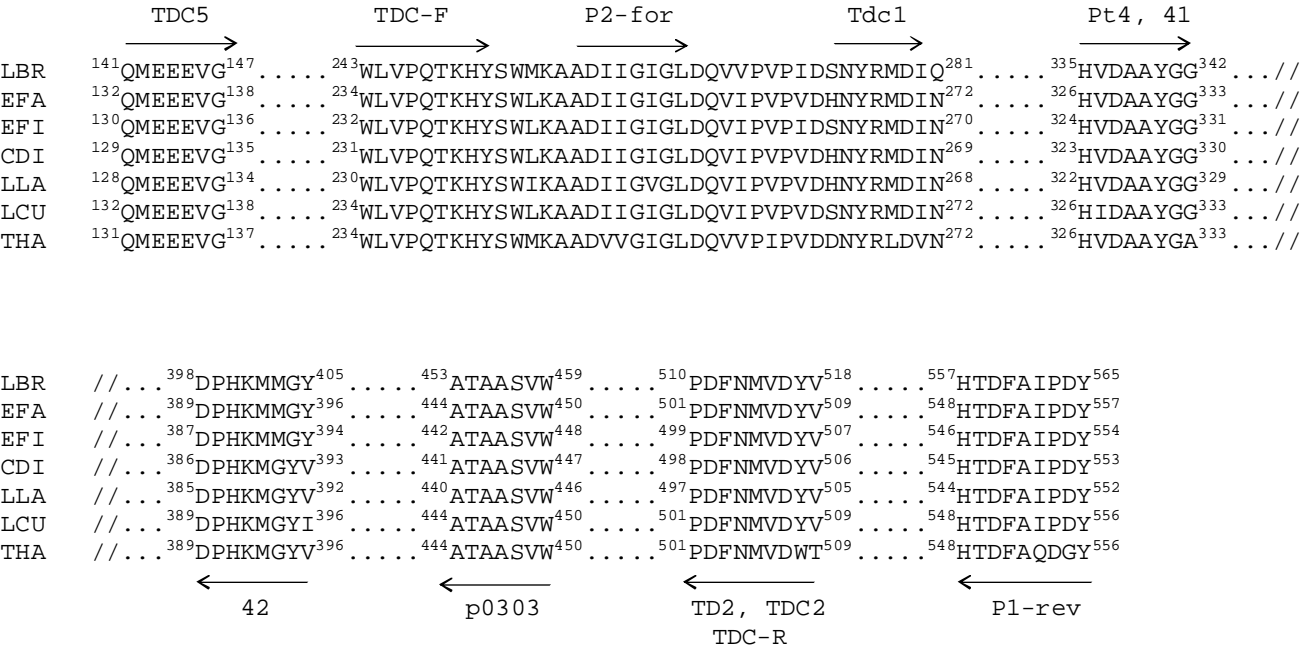 TDC5 TDC-F P2-for Tdc1 Pt4, 41
LBR 141QMEEEVG147..... 243WLVPQTKHYSWMKAADIIGIGLDQVVPVPIDSNYRMDIQ281..... 335HVDAAYGG342...//
EFA 132QMEEEVG138..... 234WLVPQTKHYSWLKAADIIGIGLDQVIPVPVDHNYRMDIN272..... 326HVDAAYGG333...//
EFI 130QMEEEVG136..... 232WLVPQTKHYSWLKAADIIGIGLDQVIPVPIDSNYRMDIN270..... 324HVDAAYGG331...//
CDI 129QMEEEVG135..... 231WLVPQTKHYSWLKAADIIGIGLDQVIPVPVDHNYRMDIN269..... 323HVDAAYGG330...//
LLA 128QMEEEVG134..... 230WLVPQTKHYSWIKAADIIGVGLDQVIPVPVDHNYRMDIN268..... 322HVDAAYGG329...//
LCU 132QMEEEVG138..... 234WLVPQTKHYSWLKAADIIGIGLDQVIPVPVDSNYRMDIN272..... 326HIDAAYGG333...//
THA 131QMEEEVG137..... 234WLVPQTKHYSWMKAADVVGIGLDQVVPIPVDDNYRLDVN272..... 326HVDAAYGA333...//
LBR //...398DPHKMMGY405..... 453ATAASVW459..... 510PDFNMVDYV518..... 557HTDFAIPDY565
EFA //...389DPHKMMGY396..... 444ATAASVW450..... 501PDFNMVDYV509..... 548HTDFAIPDY557
EFI //...387DPHKMMGY394..... 442ATAASVW448..... 499PDFNMVDYV507..... 546HTDFAIPDY554
CDI //...386DPHKMGYV393..... 441ATAASVW447..... 498PDFNMVDYV506..... 545HTDFAIPDY553
LLA //...385DPHKMGYV392..... 440ATAASVW446..... 497PDFNMVDYV505..... 544HTDFAIPDY552
LCU //...389DPHKMGYI396..... 444ATAASVW450..... 501PDFNMVDYV509..... 548HTDFAIPDY556
THA //...389DPHKMGYV396..... 444ATAASVW450..... 501PDFNMVDWT509..... 548HTDFAQDGY556
42 p0303 TD2, TDC2 P1-rev
TDC-R